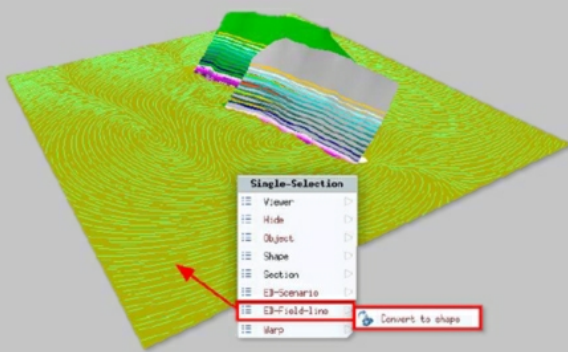 Single-Selection
Viewer
Hide
Object
Shape
Section
ED-Scenario
ED-Field-line
Convert to shape
Warp